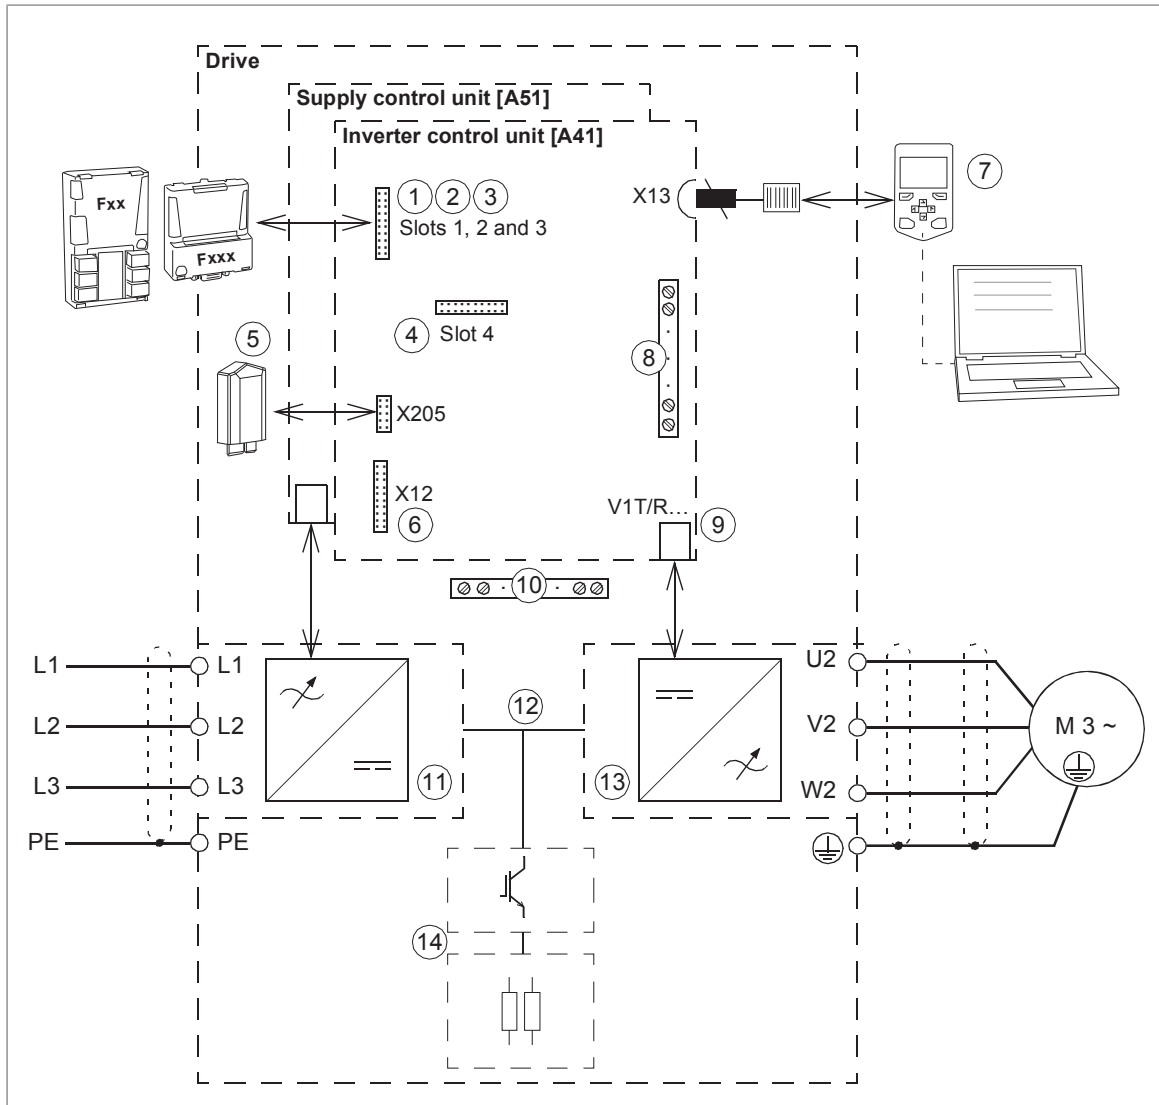 Drive
Supply control unit [A51]
Inverter control unit [A41]
Fxx
Fxxx
1 2 3
Slots 1, 2 and 3
X13
7
4 Slot 4
5
8
X205
X12
6
V1T/R...
9
10
L1 L1
L2 L2
L3 L3
PE PE
11
12
13
U2
V2
W2
M 3 ~
14